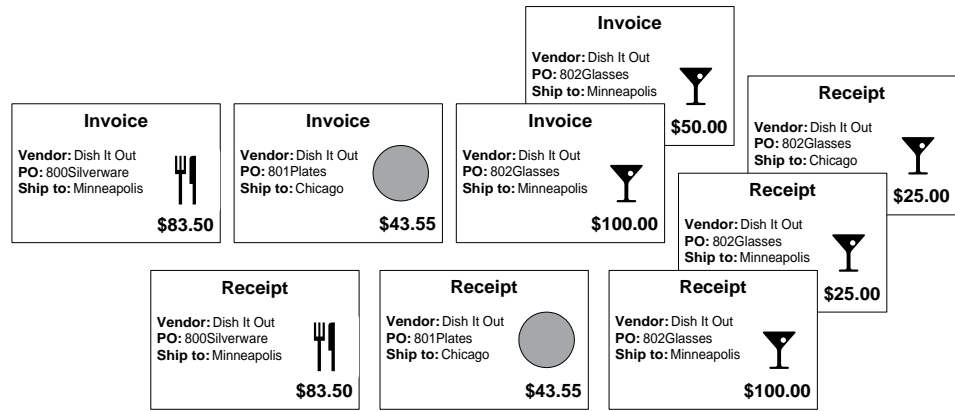 Invoice
Vendor: Dish It Out
PO: 802Glasses
Ship to: Minneapolis
$50.00
Receipt
Vendor: Dish It Out
PO: 802Glasses
Ship to: Chicago
$25.00
Invoice
Vendor: Dish It Out
PO: 800Silverware
Ship to: Minneapolis
$83.50
Invoice
Vendor: Dish It Out
PO: 801Plates
Ship to: Chicago
$43.55
Invoice
Vendor: Dish It Out
PO: 802Glasses
Ship to: Minneapolis
$100.00
Receipt
Vendor: Dish It Out
PO: 802Glasses
Ship to: Minneapolis
$25.00
Receipt
Vendor: Dish It Out
PO: 800Silverware
Ship to: Minneapolis
$83.50
Receipt
Vendor: Dish It Out
PO: 801Plates
Ship to: Chicago
$43.55
Receipt
Vendor: Dish It Out
PO: 802Glasses
Ship to: Minneapolis
$100.00